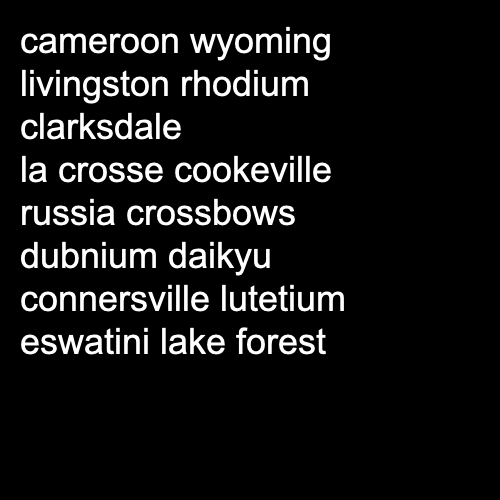 cameroon wyoming
livingston rhodium
clarksdale
la crosse cookeville
russia crossbows
dubnium daikyu
connersville lutetium
eswatini lake forest